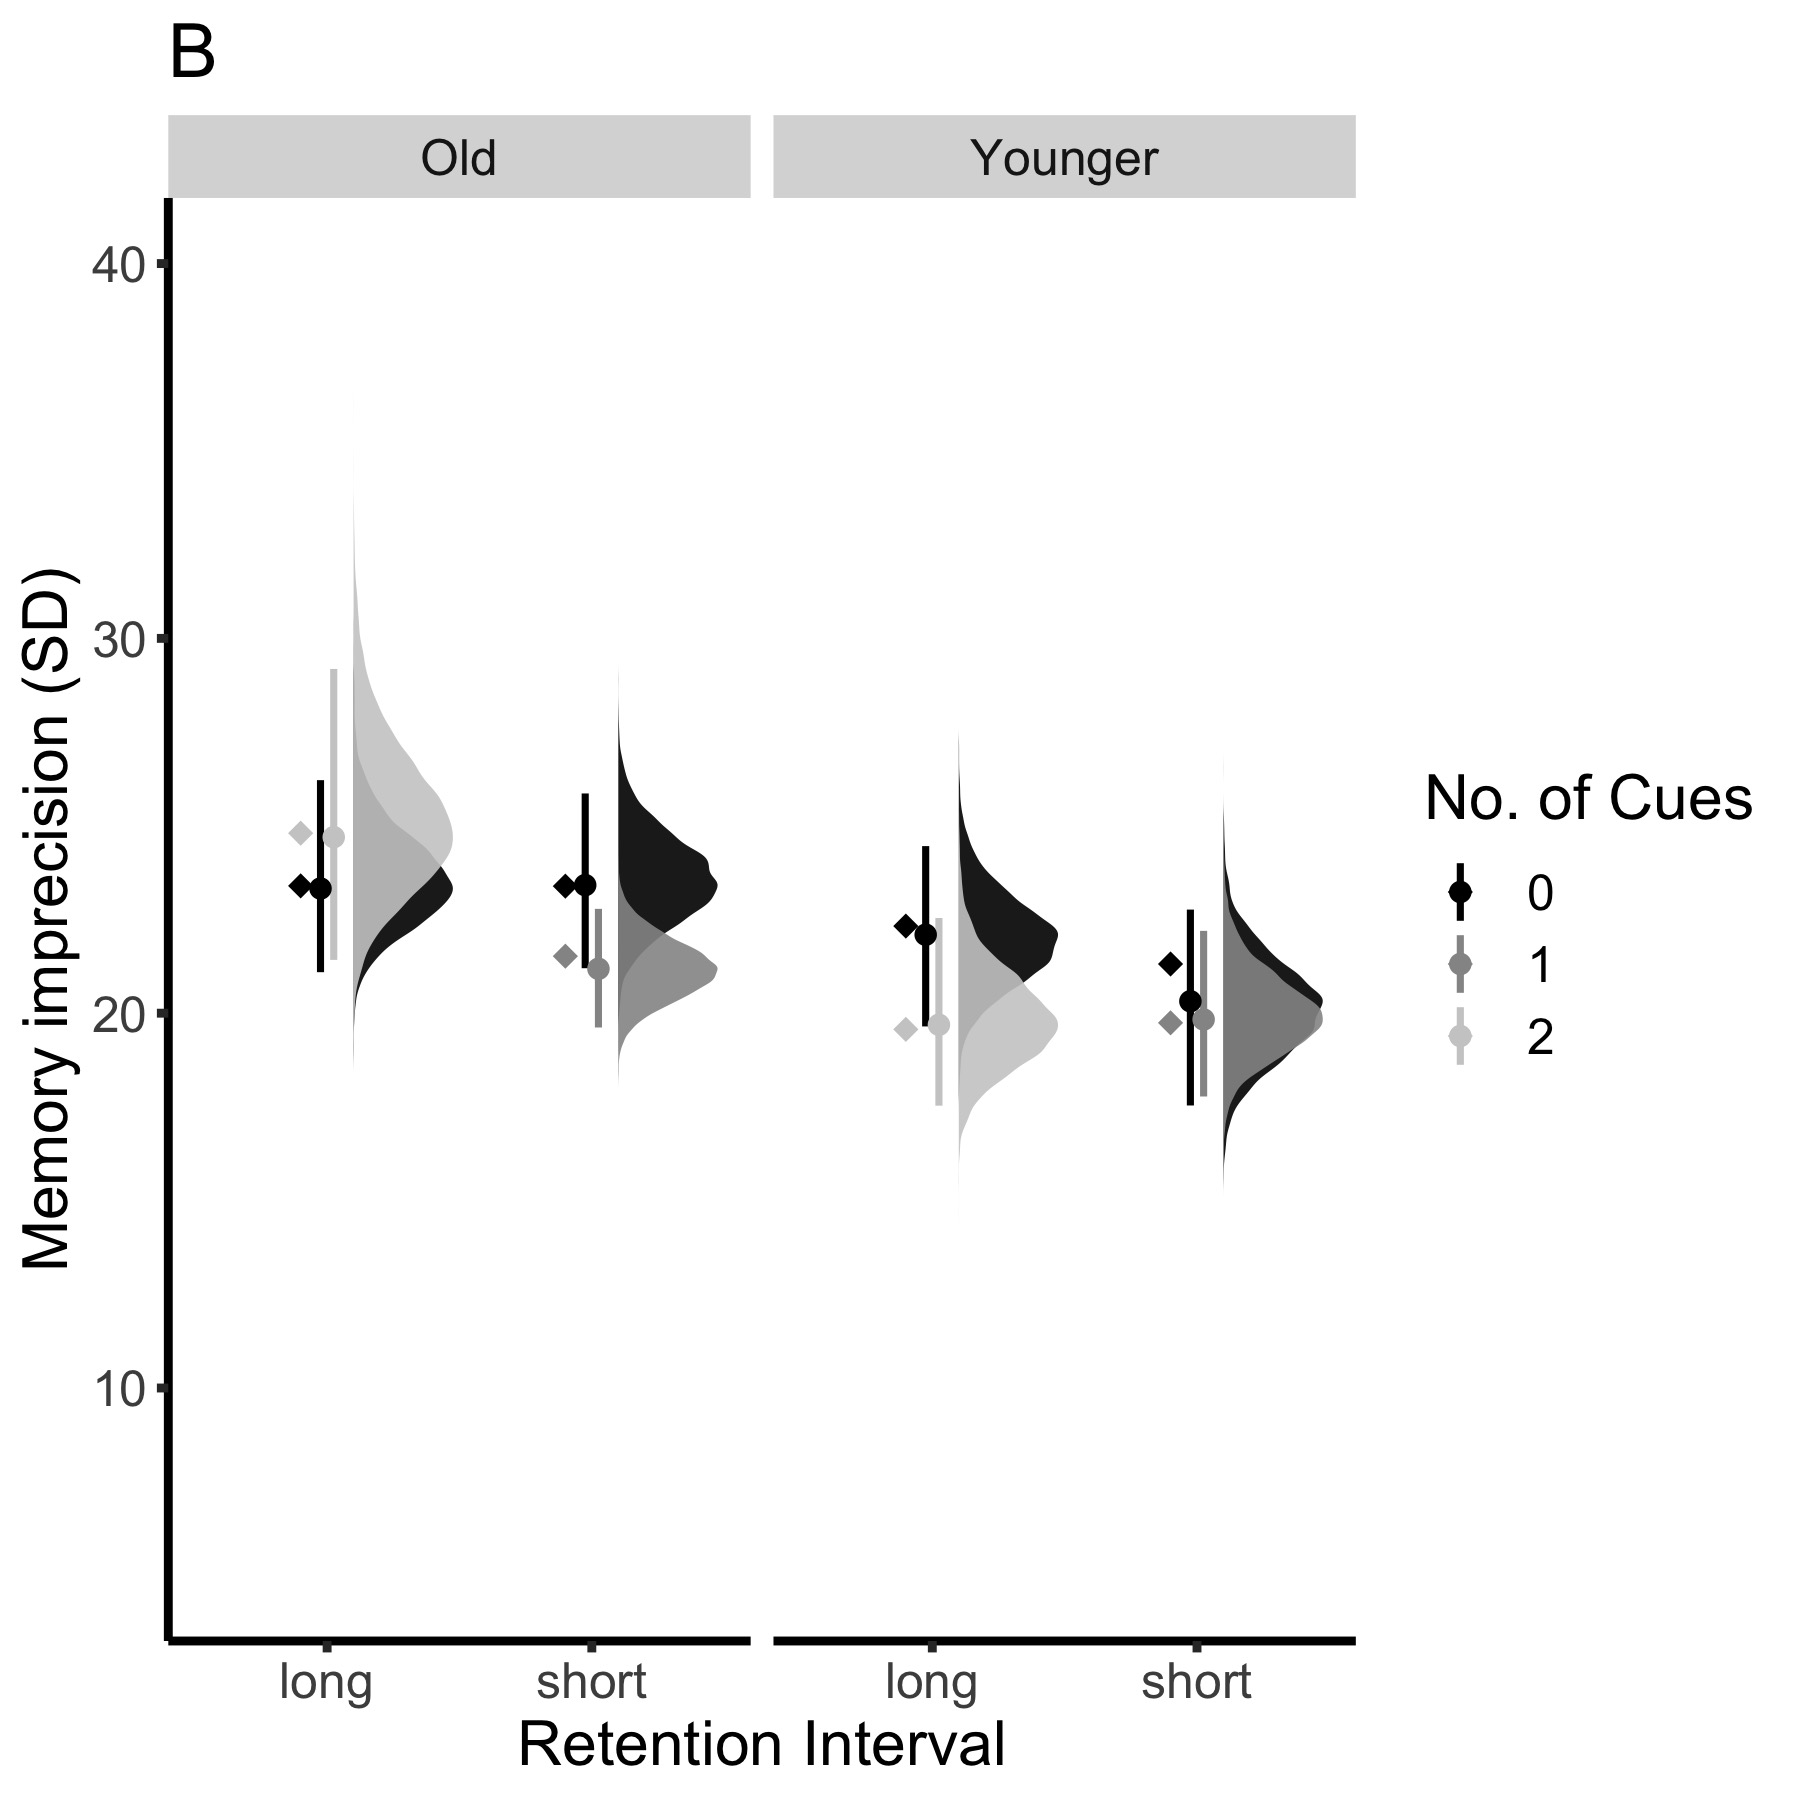 B
Old
Younger
40
30
20
10
Memory imprecision (SD)
long
short
long
short
Retention Interval
No. of Cues
0
1
2